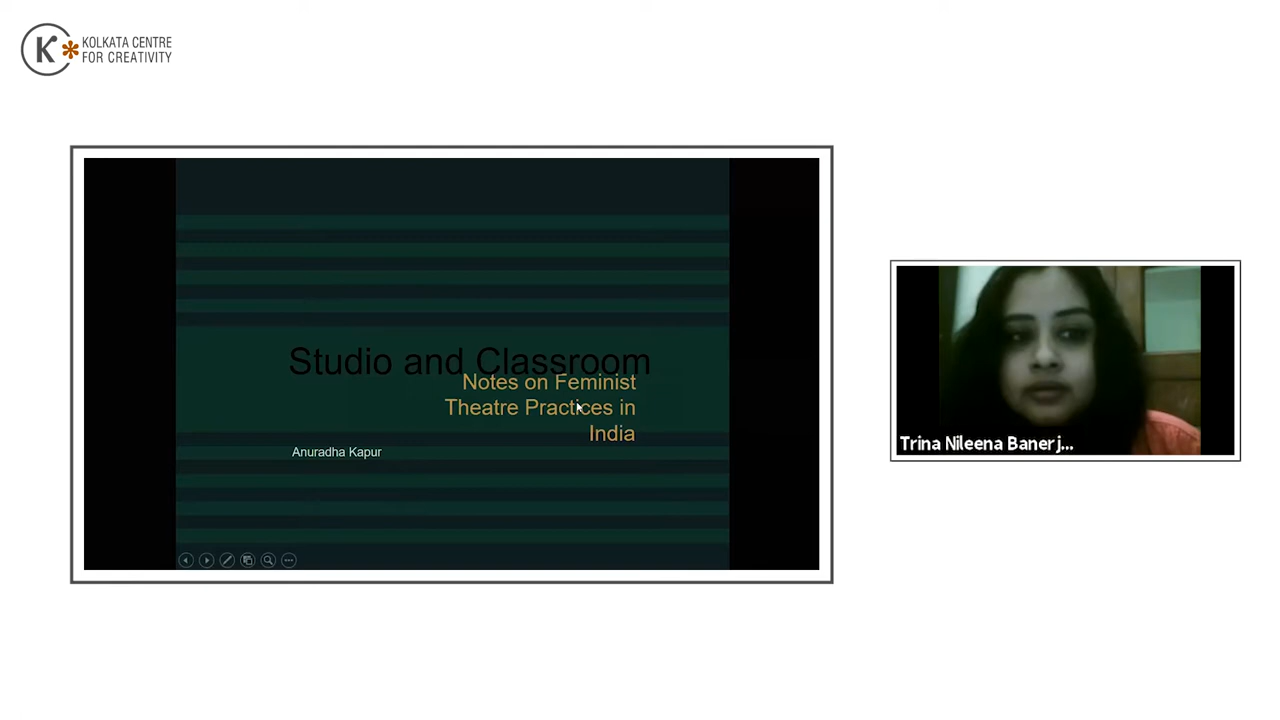 K* KOLKATA CENTRE
FOR CREATIVITY
Studio and Classroom
Notes on Feminist
Theatre Practices in
India
Anuradha Kapur
Trina Nileena Banerj...